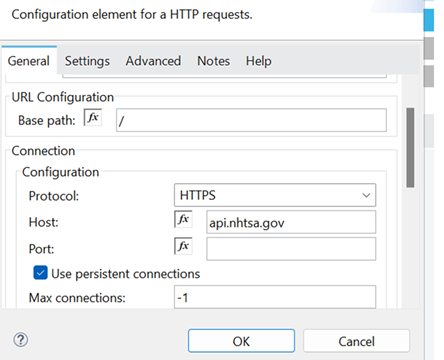 Configuration element for a HTTP requests.
General Settings Advanced Notes Help
URL Configuration
Base path: fx /
Connection
Configuration
Protocol: HTTPS
Host: fx api.nhtsa.gov
Port: fx
Use persistent connections
Max connections: -1
? OK Cancel